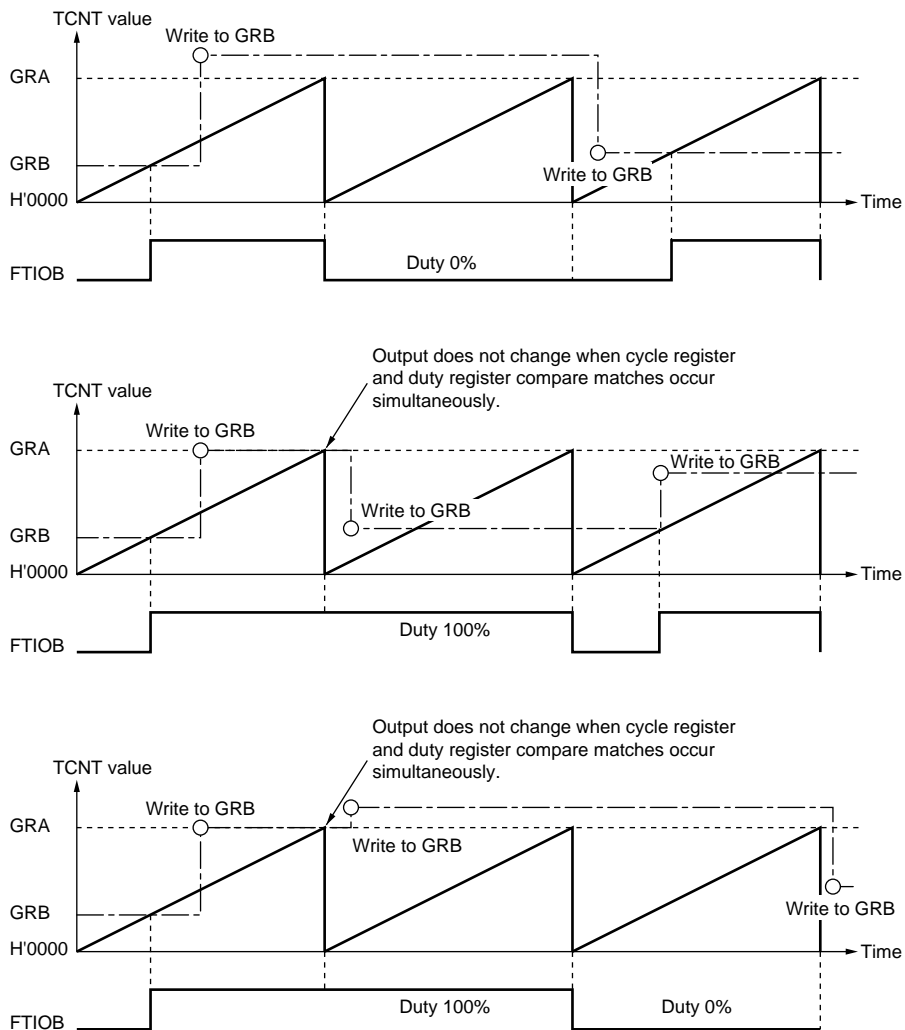 TCNT value
Write to GRB
GRA
GRB
Write to GRB
H'0000
Time
Duty 0%
FTIOB
Output does not change when cycle register
and duty register compare matches occur
simultaneously.
TCNT value
Write to GRB
GRA
Write to GRB
Write to GRB
GRB
H'0000
Time
Duty 100%
FTIOB
Output does not change when cycle register
and duty register compare matches occur
simultaneously.
TCNT value
Write to GRB
GRA
Write to GRB
GRB
Write to GRB
H'0000
Time
Duty 100%
Duty 0%
FTIOB